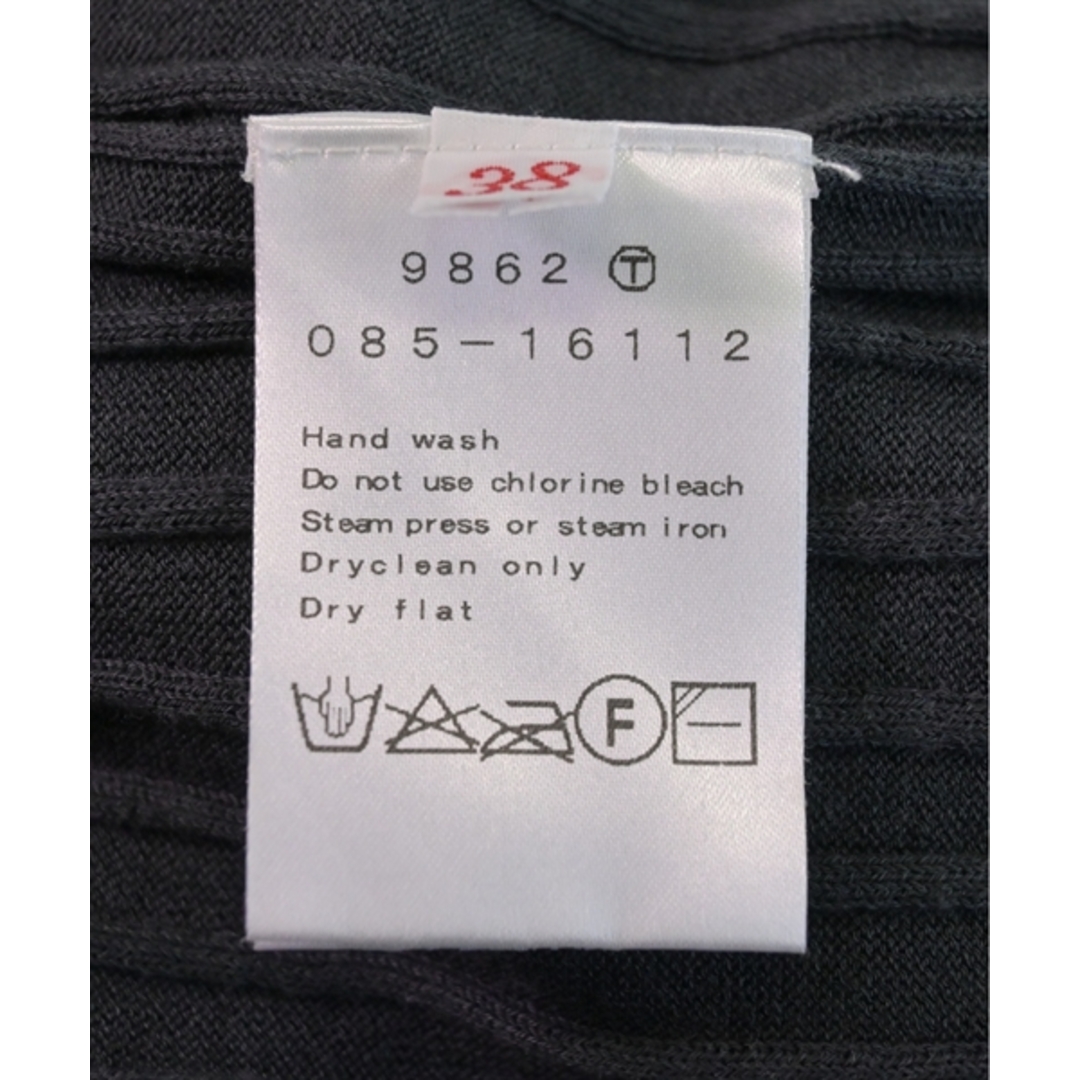 38
9862 Ⓣ
085-16112
Hand wash
Do not use chlorine bleach
Steam press or steam iron
Dryclean only
Dry flat
F